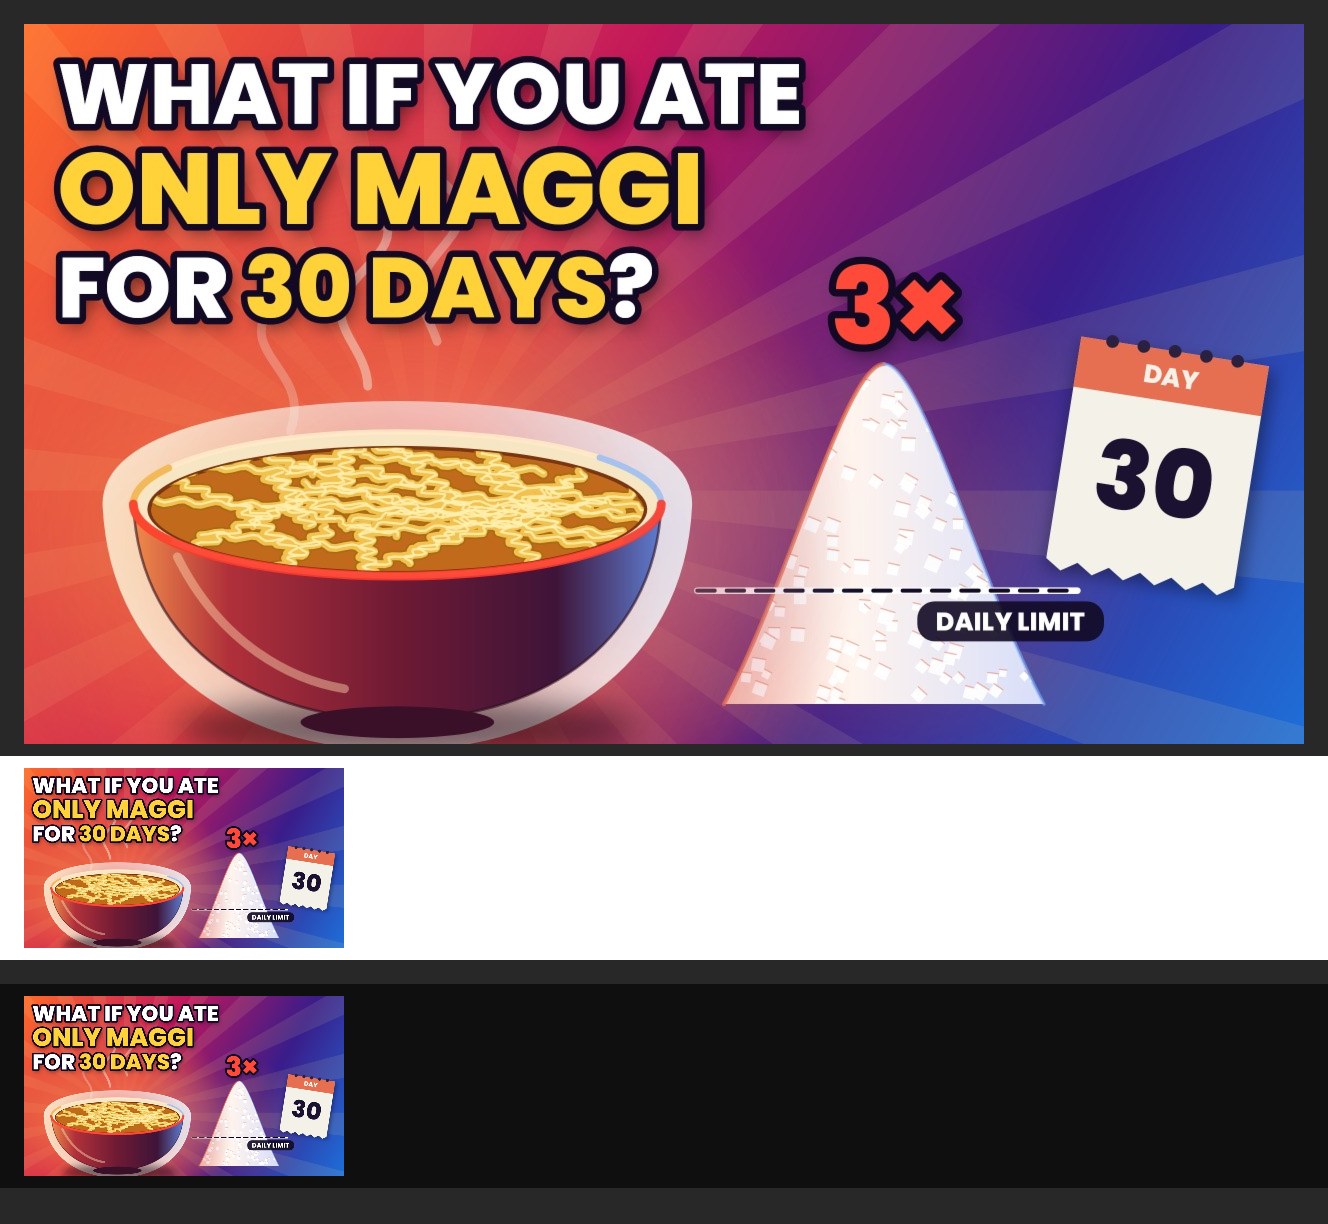 WHAT IF YOU ATE
ONLY MAGGI
FOR 30 DAYS?
3×
DAY
30
DAILY LIMIT
WHAT IF YOU ATE
ONLY MAGGI
FOR 30 DAYS?
3×
DAY
30
DAILY LIMIT
WHAT IF YOU ATE
ONLY MAGGI
FOR 30 DAYS?
3×
DAY
30
DAILY LIMIT